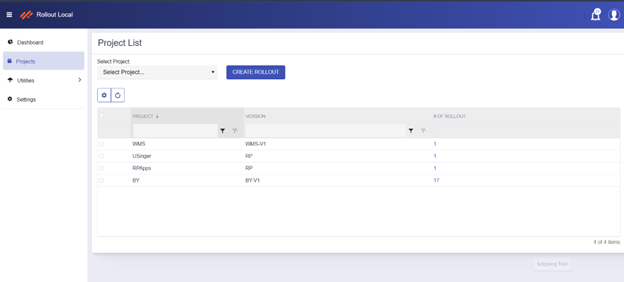 Rollout Local
Dashboard
Projects
Utilities
Settings
Project List
Select Project
Select Project...
CREATE ROLLOUT
PROJECT VERSION # OF ROLLOUT
WMS WMS-V1 1
USinger RP 1
RPApps RP 1
BY BY-V1 17
4 of 4 items
Snipping Tool